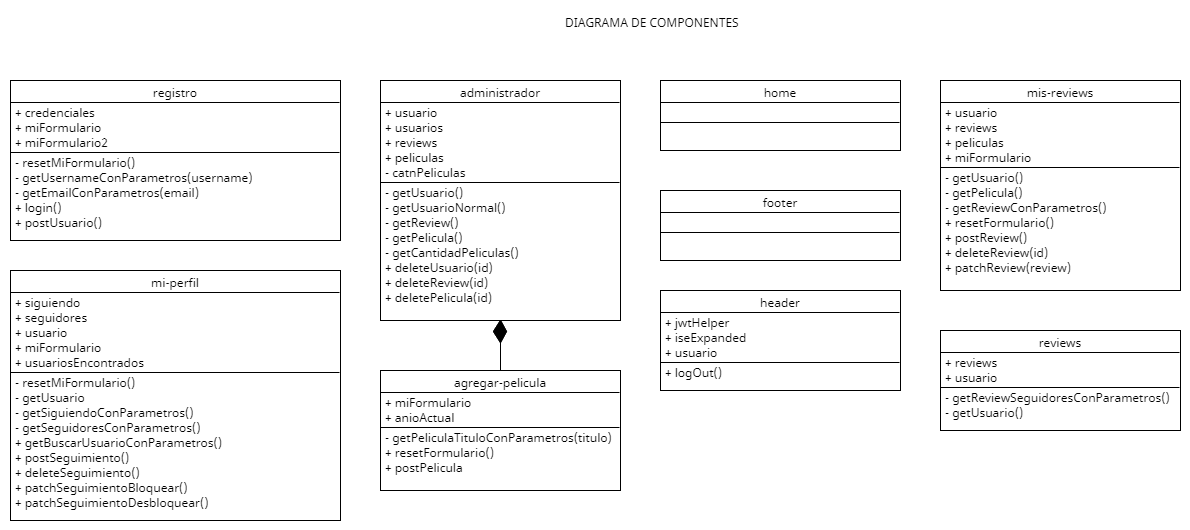 DIAGRAMA DE COMPONENTES
registro
+ credenciales
+ miFormulario
+ miFormulario2
- resetMiFormulario()
- getUsernameConParametros(username)
- getEmailConParametros(email)
+ login()
+ postUsuario()
mi-perfil
+ siguiendo
+ seguidores
+ usuario
+ miFormulario
+ usuariosEncontrados
- resetMiFormulario()
- getUsuario
- getSiguiendoConParametros()
- getSeguidoresConParametros()
+ getBuscarUsuarioConParametros()
+ postSeguimiento()
+ deleteSeguimiento()
+ patchSeguimientoBloquear()
+ patchSeguimientoDesbloquear()
administrador
+ usuario
+ usuarios
+ reviews
+ peliculas
- catnPeliculas
- getUsuario()
- getUsuarioNormal()
- getReview()
- getPelicula()
- getCantidadPeliculas()
+ deleteUsuario(id)
+ deleteReview(id)
+ deletePelicula(id)
agregar-pelicula
+ miFormulario
+ anioActual
- getPeliculaTituloConParametros(titulo)
+ resetFormulario()
+ postPelicula
home
footer
header
+ jwtHelper
+ iseExpanded
+ usuario
+ logOut()
mis-reviews
+ usuario
+ reviews
+ peliculas
+ miFormulario
- getUsuario()
- getPelicula()
- getReviewConParametros()
+ resetFormulario()
+ postReview()
+ deleteReview(id)
+ patchReview(review)
reviews
+ reviews
+ usuario
- getReviewSeguidoresConParametros()
- getUsuario()